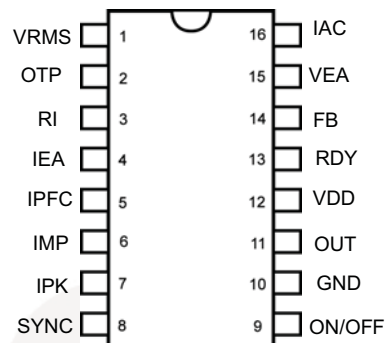 VRMS 1 16 IAC
OTP 2 15 VEA
RI 3 14 FB
IEA 4 13 RDY
IPFC 5 12 VDD
IMP 6 11 OUT
IPK 7 10 GND
SYNC 8 9 ON/OFF